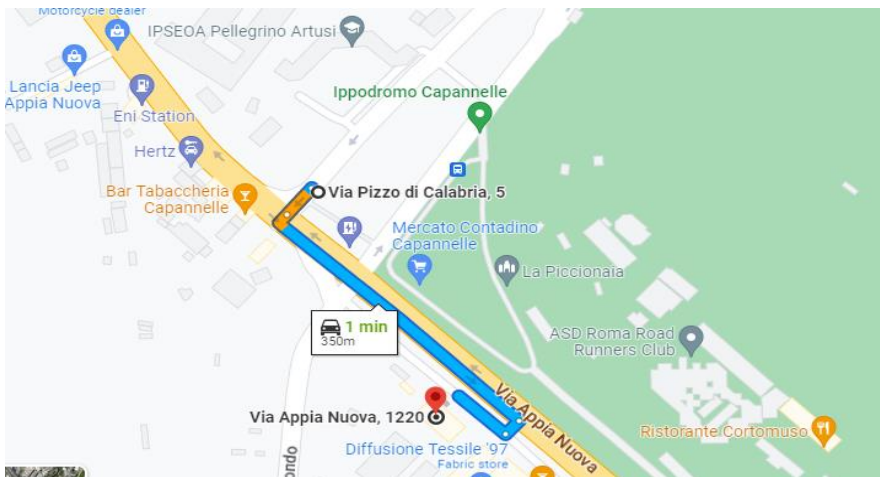 Motorcycle dealer
IPSEOA Pellegrino Artusi
Lancia Jeep
Appia Nuova
Ippodromo Capannelle
Eni Station
Hertz
Bar Tabaccheria
Capannelle
Via Pizzo di Calabria, 5
Mercato Contadino
Capannelle
La Piccionaia
1 min
350m
ASD Roma Road
Runners Club
Via Appia Nuova
Via Appia Nuova, 1220
Ristorante Cortomuso
Diffusione Tessile '97
Fabric store
ondo